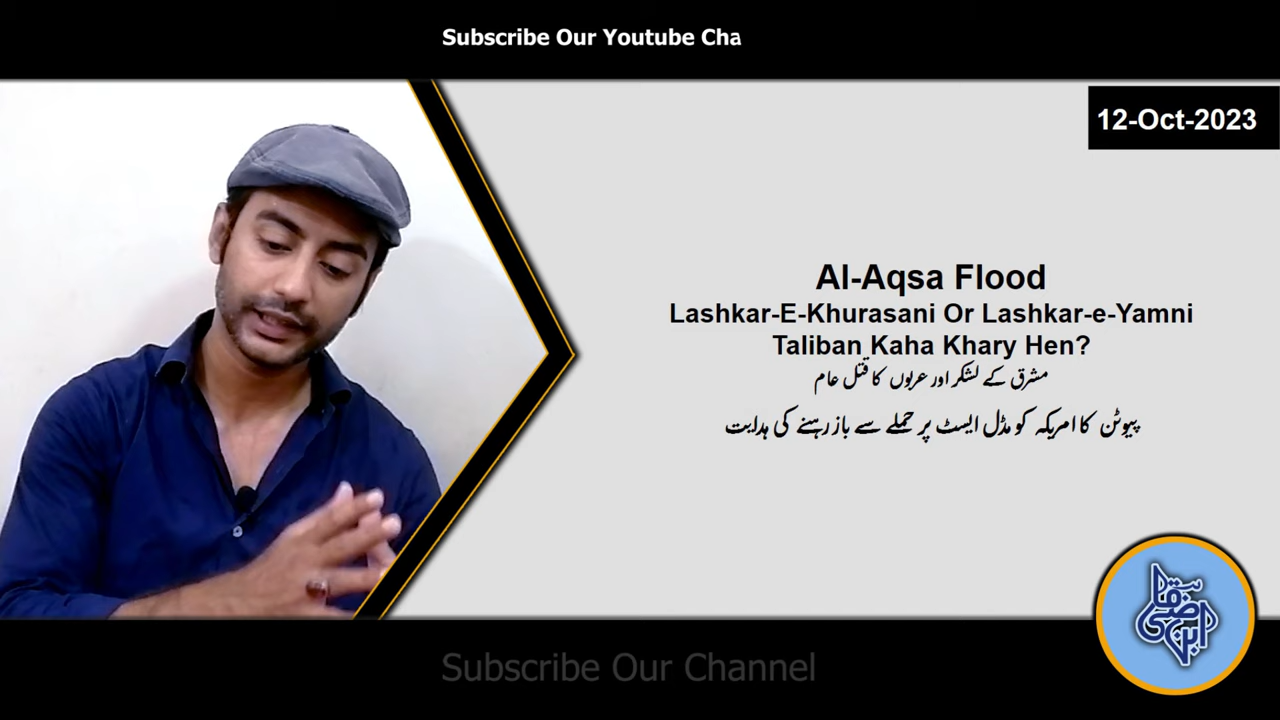 Subscribe Our Youtube Cha
12-Oct-2023
Al-Aqsa Flood
Lashkar-E-Khurasani Or Lashkar-e-Yamni
Taliban Kaha Khary Hen?
مشرق کے لشکر اور عربوں کا قتل عام
پیوٹن کا امریکہ کو مڈل ایسٹ پر حملے سے باز رہنے کی ہدایت
Subscribe Our Channel